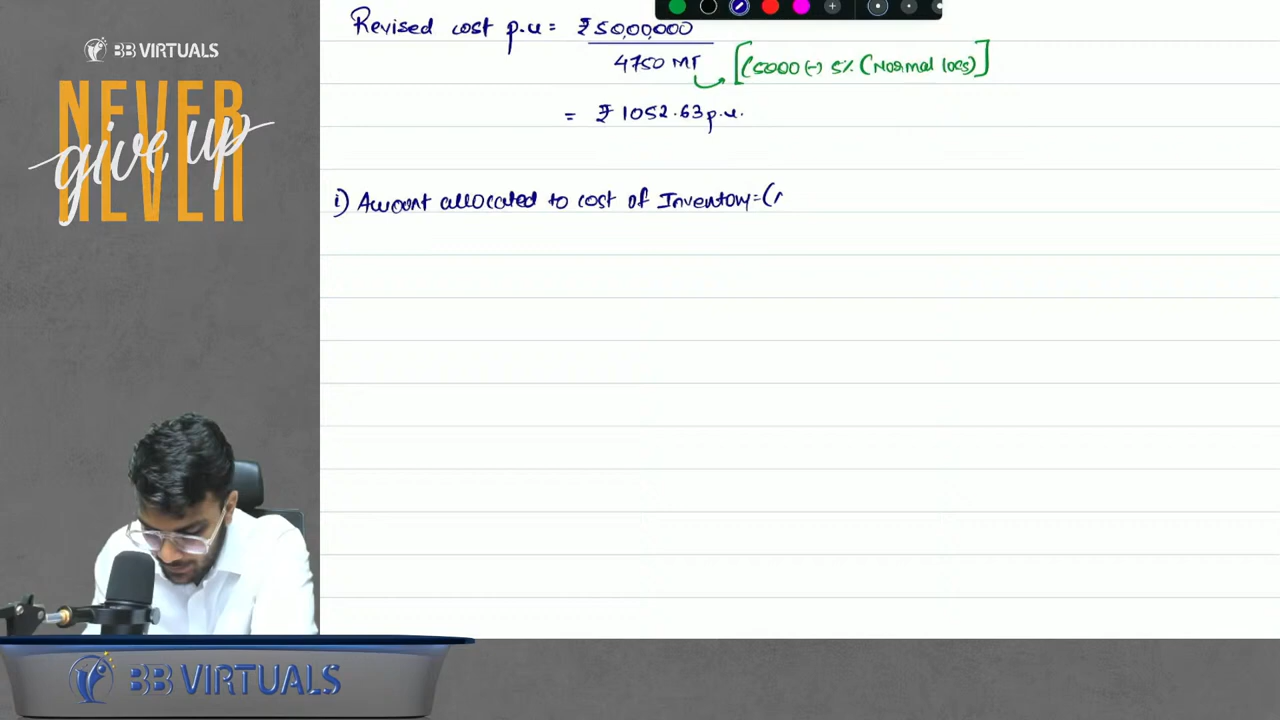 BB VIRTUALS
NEVER
give up
NEVER
Revised cost p.u = ₹50,00,000
4750 MT [(5000 (-) 5% (Normal loss)]
= ₹1052.63 p.u.
i) Amount allocated to cost of Inventory = (
BB VIRTUALS